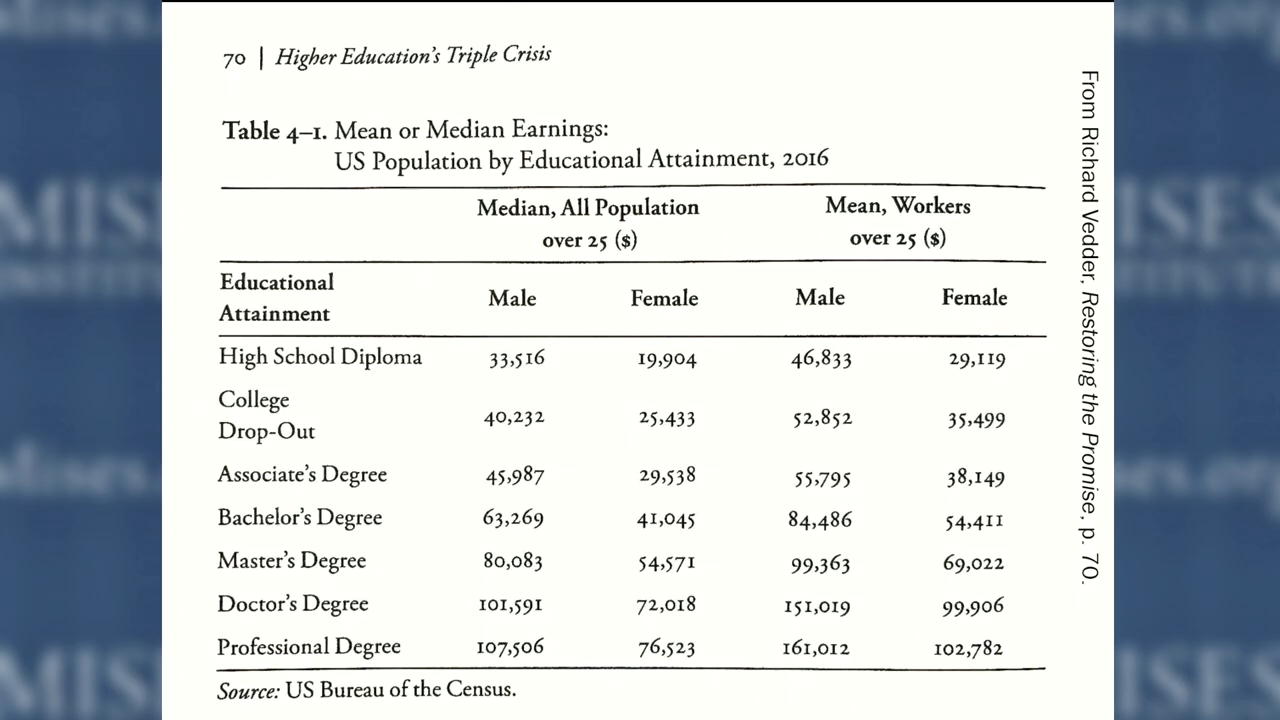 70 | Higher Education's Triple Crisis
Table 4–1. Mean or Median Earnings:
US Population by Educational Attainment, 2016
Median, All Population over 25 ($) Mean, Workers over 25 ($)
Educational Attainment Male Female Male Female
High School Diploma 33,516 19,904 46,833 29,119
College Drop-Out 40,232 25,433 52,852 35,499
Associate's Degree 45,987 29,538 55,795 38,149
Bachelor's Degree 63,269 41,045 84,486 54,411
Master's Degree 80,083 54,571 99,363 69,022
Doctor's Degree 101,591 72,018 151,019 99,906
Professional Degree 107,506 76,523 161,012 102,782
Source: US Bureau of the Census.
From Richard Vedder, Restoring the Promise, p. 70.